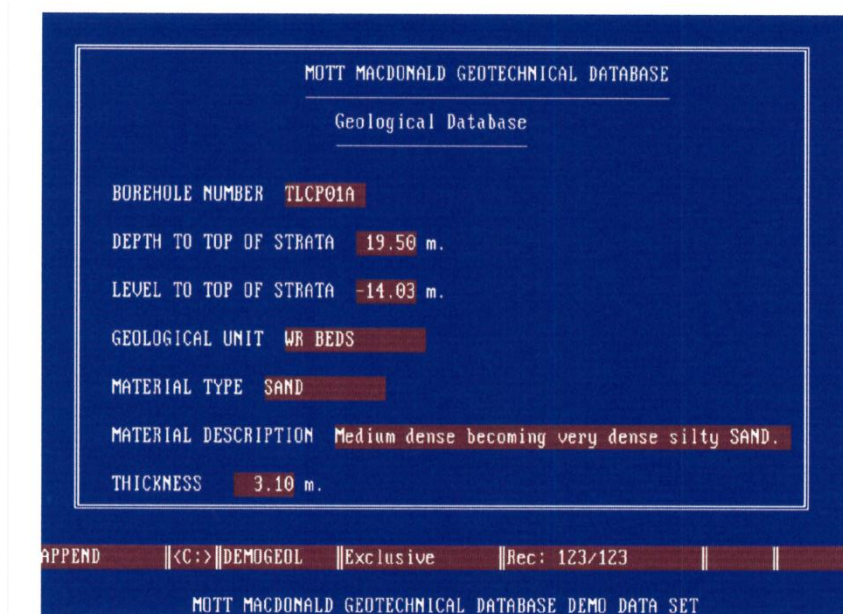 MOTT MACDONALD GEOTECHNICAL DATABASE
Geological Database
BOREHOLE NUMBER TLCP01A
DEPTH TO TOP OF STRATA 19.50 m.
LEVEL TO TOP OF STRATA -14.03 m.
GEOLOGICAL UNIT WR BEDS
MATERIAL TYPE SAND
MATERIAL DESCRIPTION Medium dense becoming very dense silty SAND.
THICKNESS 3.10 m.
APPEND ║<C:>║DEMOGEOL ║Exclusive ║Rec: 123/123 ║ ║
MOTT MACDONALD GEOTECHNICAL DATABASE DEMO DATA SET